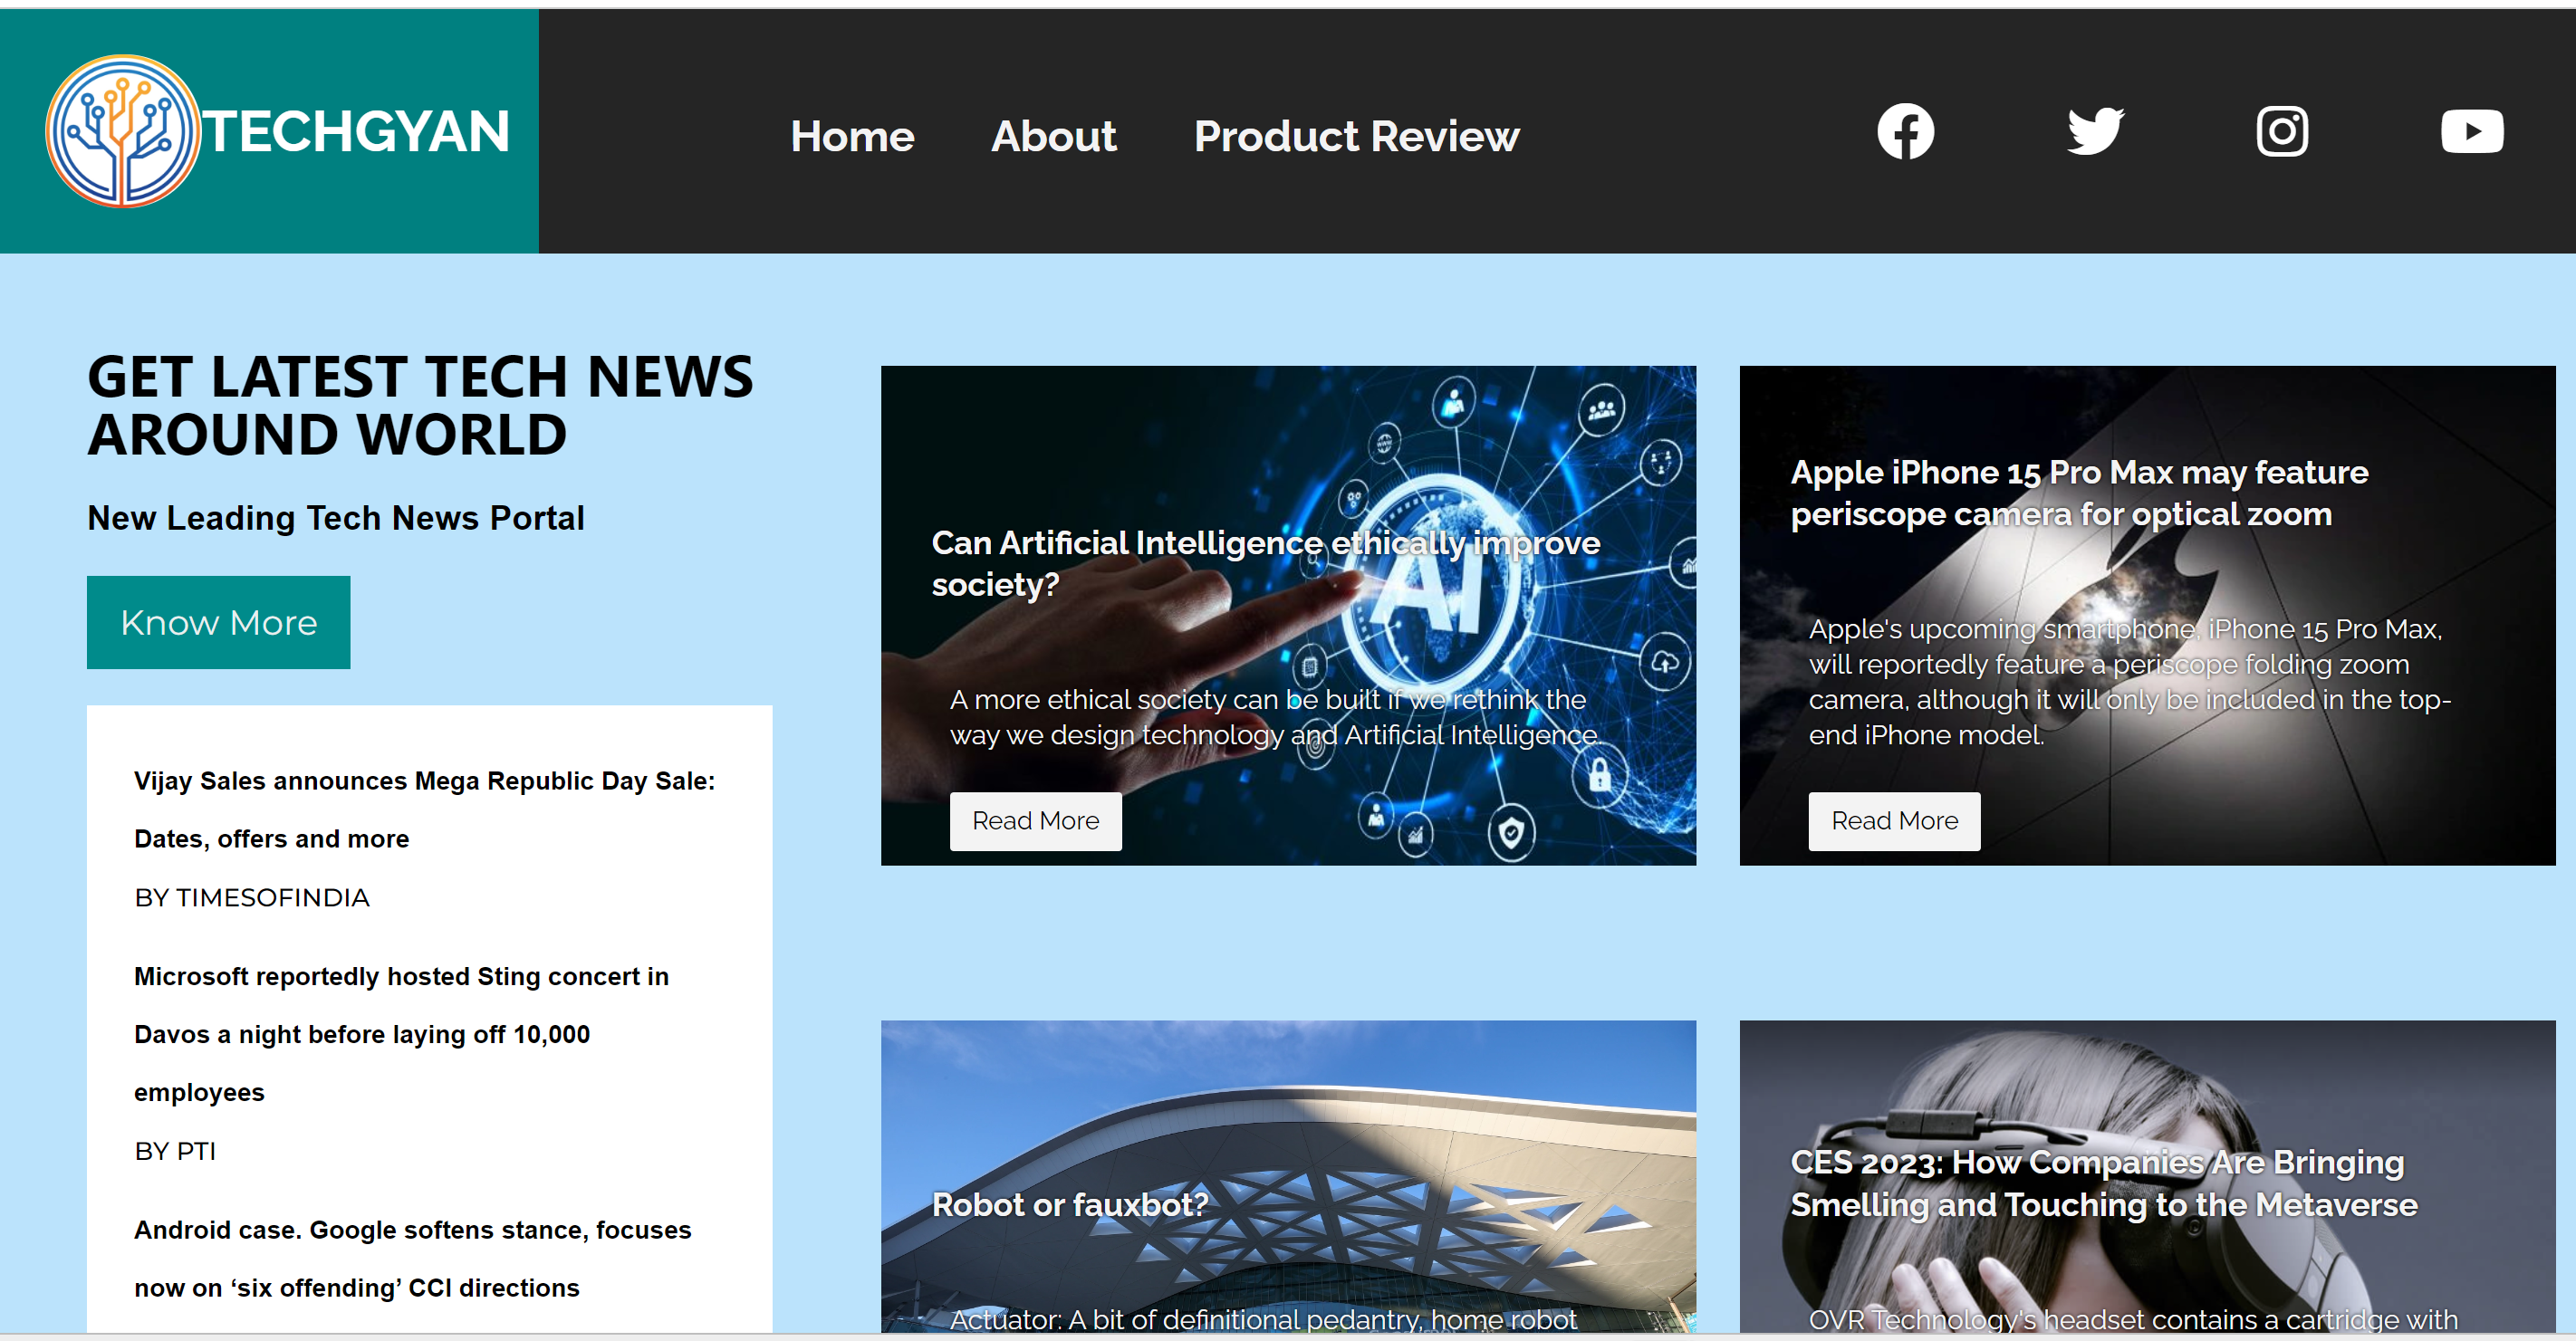 TECHGYAN
Home
About
Product Review
GET LATEST TECH NEWS
AROUND WORLD
New Leading Tech News Portal
Know More
Vijay Sales announces Mega Republic Day Sale:
Dates, offers and more
BY TIMESOFINDIA
Microsoft reportedly hosted Sting concert in
Davos a night before laying off 10,000
employees
BY PTI
Android case. Google softens stance, focuses
now on ‘six offending’ CCI directions
AI
Can Artificial Intelligence ethically improve
society?
A more ethical society can be built if we rethink the
way we design technology and Artificial Intelligence.
Read More
Apple iPhone 15 Pro Max may feature
periscope camera for optical zoom
Apple's upcoming smartphone, iPhone 15 Pro Max,
will reportedly feature a periscope folding zoom
camera, although it will only be included in the top-
end iPhone model.
Read More
Robot or fauxbot?
Actuator: A bit of definitional pedantry, home robot
CES 2023: How Companies Are Bringing
Smelling and Touching to the Metaverse
OVR Technology's headset contains a cartridge with